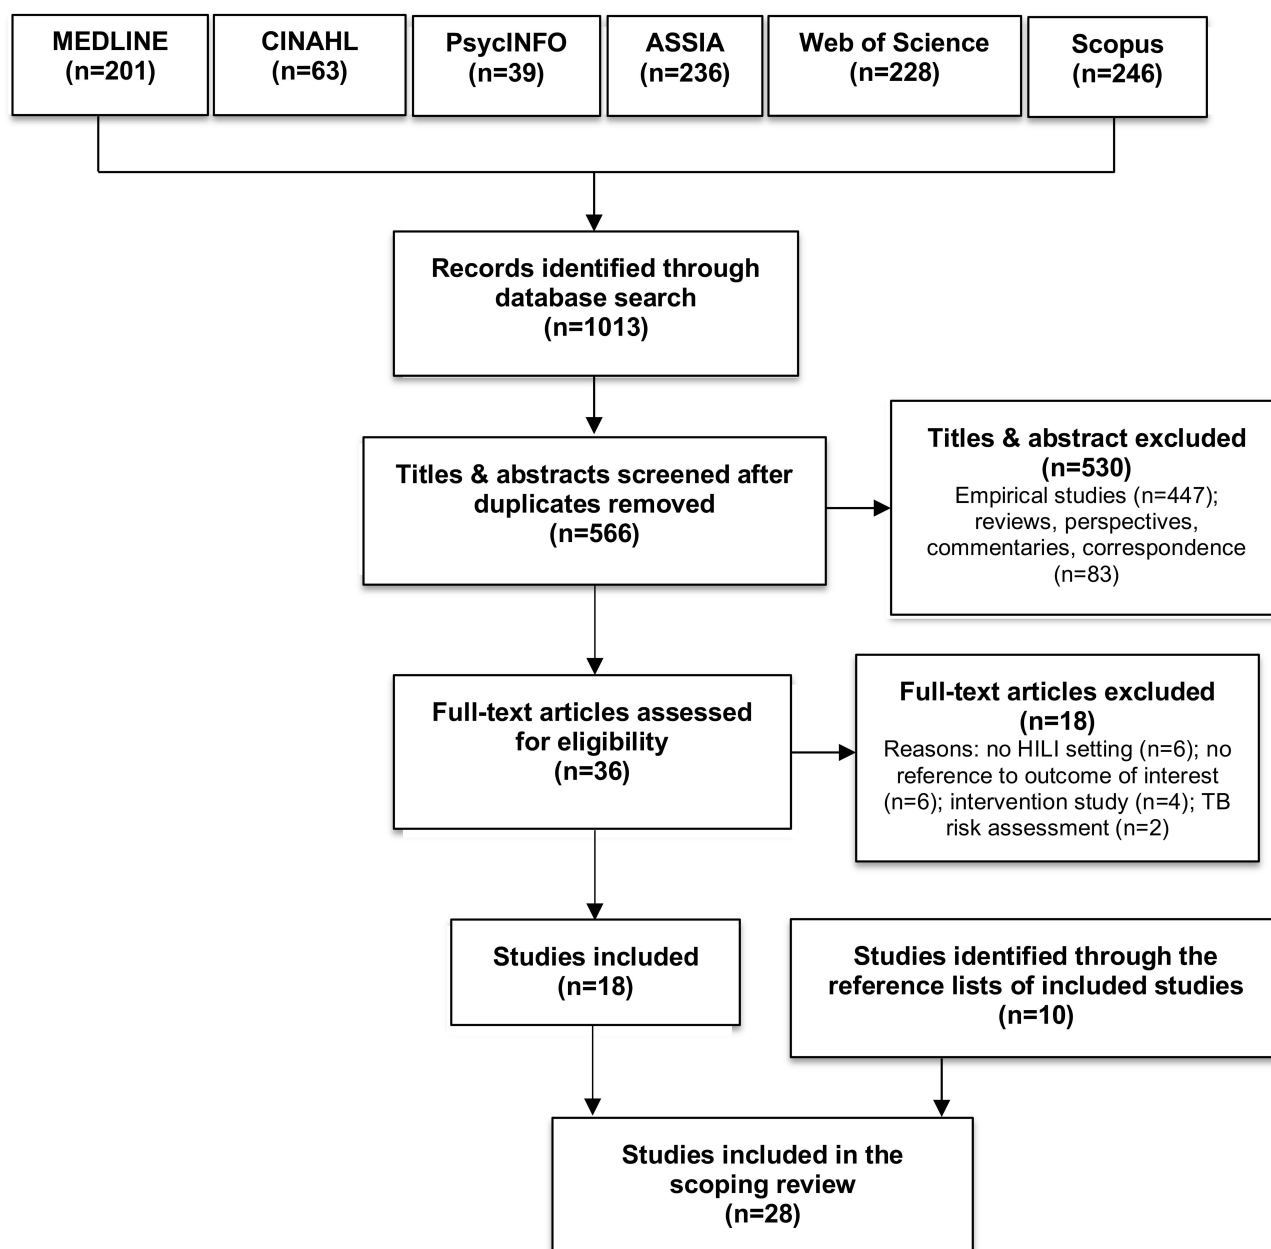 MEDLINE
(n=201)
CINAHL
(n=63)
PsycINFO
(n=39)
ASSIA
(n=236)
Web of Science
(n=228)
Scopus
(n=246)
Records identified through
database search
(n=1013)
Titles & abstracts screened after
duplicates removed
(n=566)
Titles & abstract excluded
(n=530)
Empirical studies (n=447);
reviews, perspectives,
commentaries, correspondence
(n=83)
Full-text articles assessed
for eligibility
(n=36)
Full-text articles excluded
(n=18)
Reasons: no HILI setting (n=6); no
reference to outcome of interest
(n=6); intervention study (n=4); TB
risk assessment (n=2)
Studies included
(n=18)
Studies identified through the
reference lists of included studies
(n=10)
Studies included in the
scoping review
(n=28)